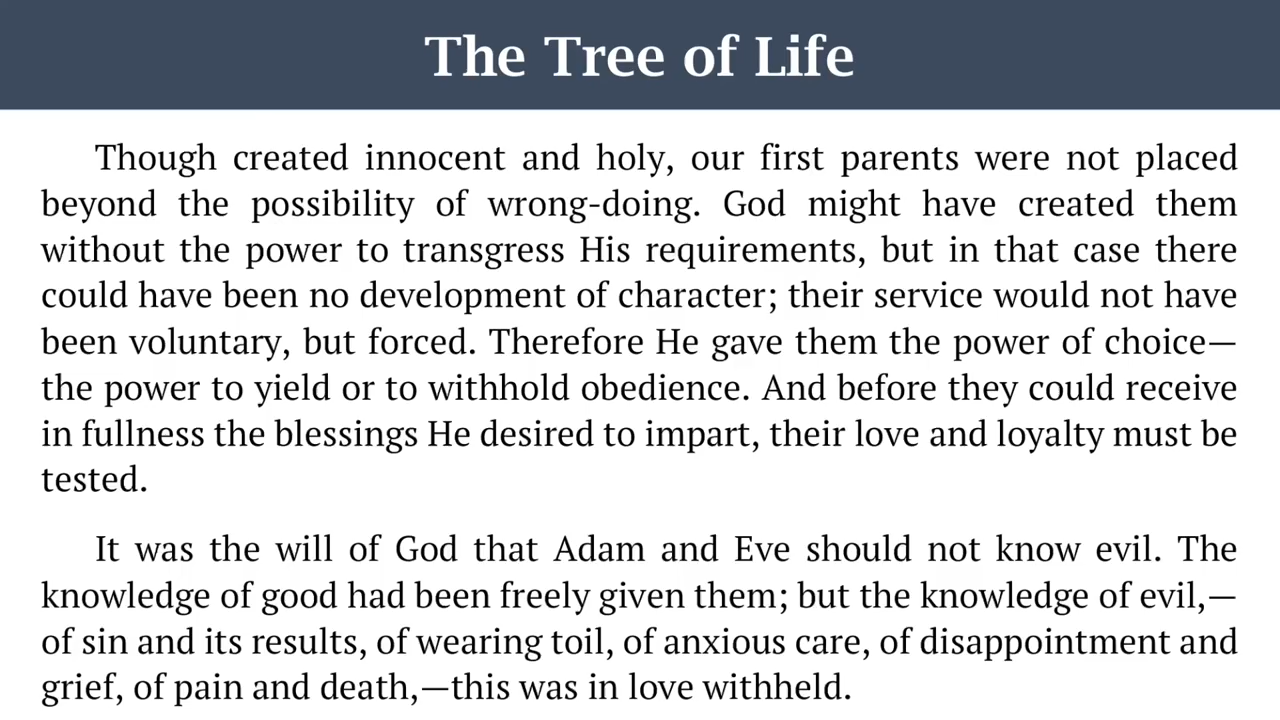 The Tree of Life
Though created innocent and holy, our first parents were not placed
beyond the possibility of wrong-doing. God might have created them
without the power to transgress His requirements, but in that case there
could have been no development of character; their service would not have
been voluntary, but forced. Therefore He gave them the power of choice—
the power to yield or to withhold obedience. And before they could receive
in fullness the blessings He desired to impart, their love and loyalty must be
tested.
It was the will of God that Adam and Eve should not know evil. The
knowledge of good had been freely given them; but the knowledge of evil,—
of sin and its results, of wearing toil, of anxious care, of disappointment and
grief, of pain and death,—this was in love withheld.